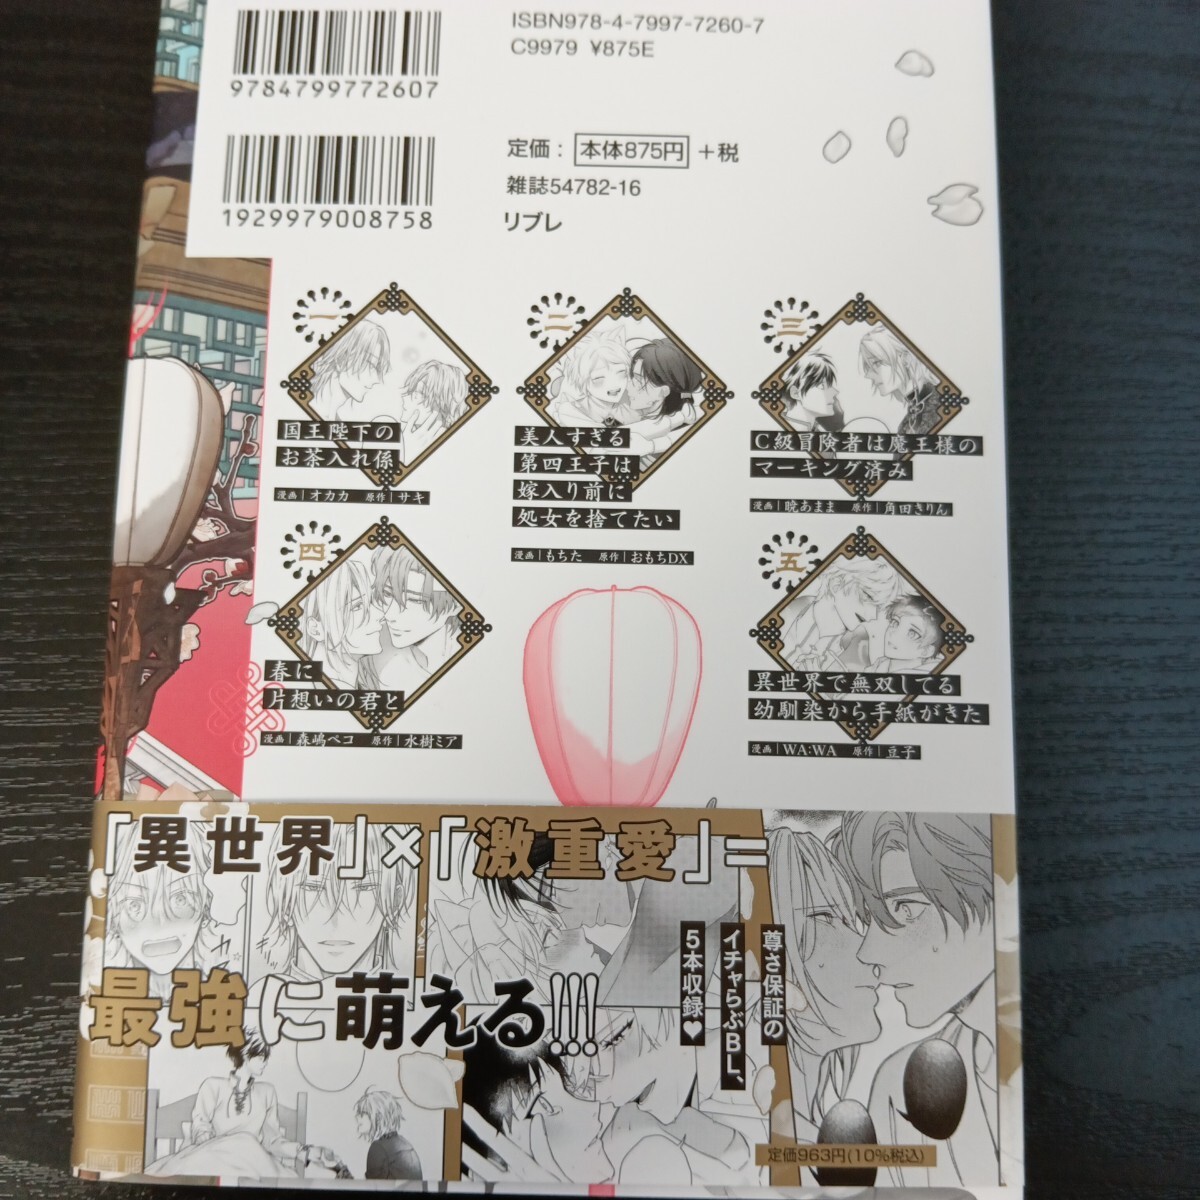 ISBN978-4-7997-7260-7
C9979 ¥875E
9784799772607
定価： 本体875円 +税
雑誌54782-16
1929979008758
リブレ
一
国王陛下の
お茶入れ係
漫画 | オカカ 原作 | サキ
二
美人すぎる
第四王子は
嫁入り前に
処女を捨てたい
漫画 | もちた 原作 | おもちDX
三
C級冒険者は魔王様の
マーキング済み
漫画 | 暁あまま 原作 | 角田きりん
四
春に
片想いの君と
漫画 | 森嶋ペコ 原作 | 水樹ミア
五
異世界で無双してる
幼馴染から手紙がきた
漫画 | WA:WA 原作 | 豆子
「異世界」×「激重愛」=
最強に萌える!!!!
尊さ保証の
イチャらぶBL、
5本収録♥
定価963円(10%税込)